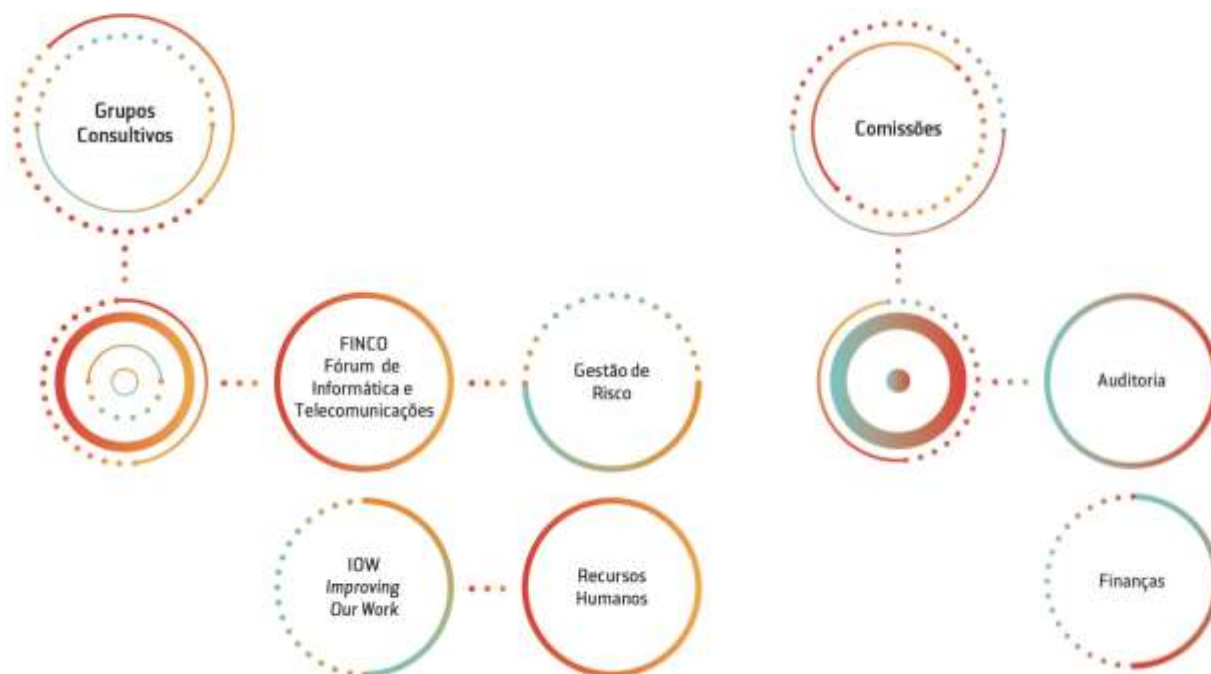 Grupos
Consultivos
Comissões
FINCO
Fórum de
Informática e
Telecomunicações
Gestão de
Risco
Auditoria
IOW
Improving
Our Work
Recursos
Humanos
Finanças